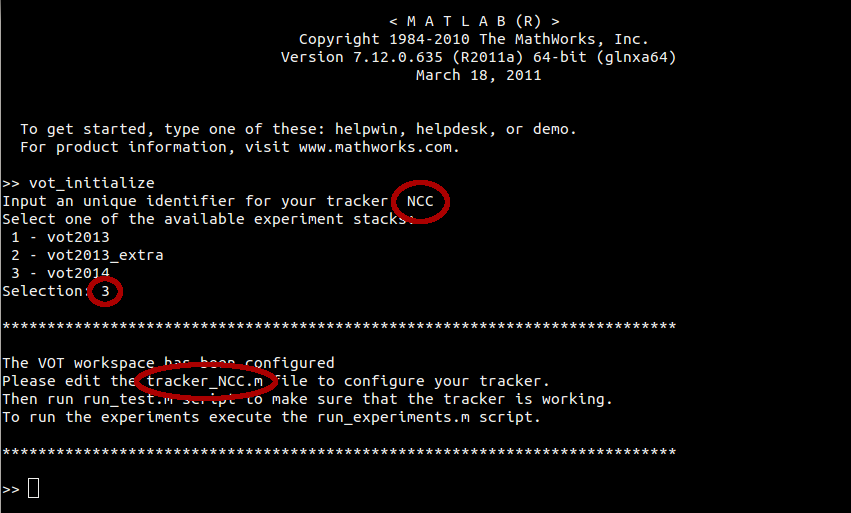 < M A T L A B (R) >
Copyright 1984-2010 The MathWorks, Inc.
Version 7.12.0.635 (R2011a) 64-bit (glnxa64)
March 18, 2011
To get started, type one of these: helpwin, helpdesk, or demo.
For product information, visit www.mathworks.com.
>> vot_initialize
Input an unique identifier for your tracker NCC
Select one of the available experiment stacks:
1 - vot2013
2 - vot2013_extra
3 - vot2014
Selection: 3
***************************************************************************
The VOT workspace has been configured
Please edit the tracker_NCC.m file to configure your tracker.
Then run run_test.m script to make sure that the tracker is working.
To run the experiments execute the run_experiments.m script.
***************************************************************************
>>